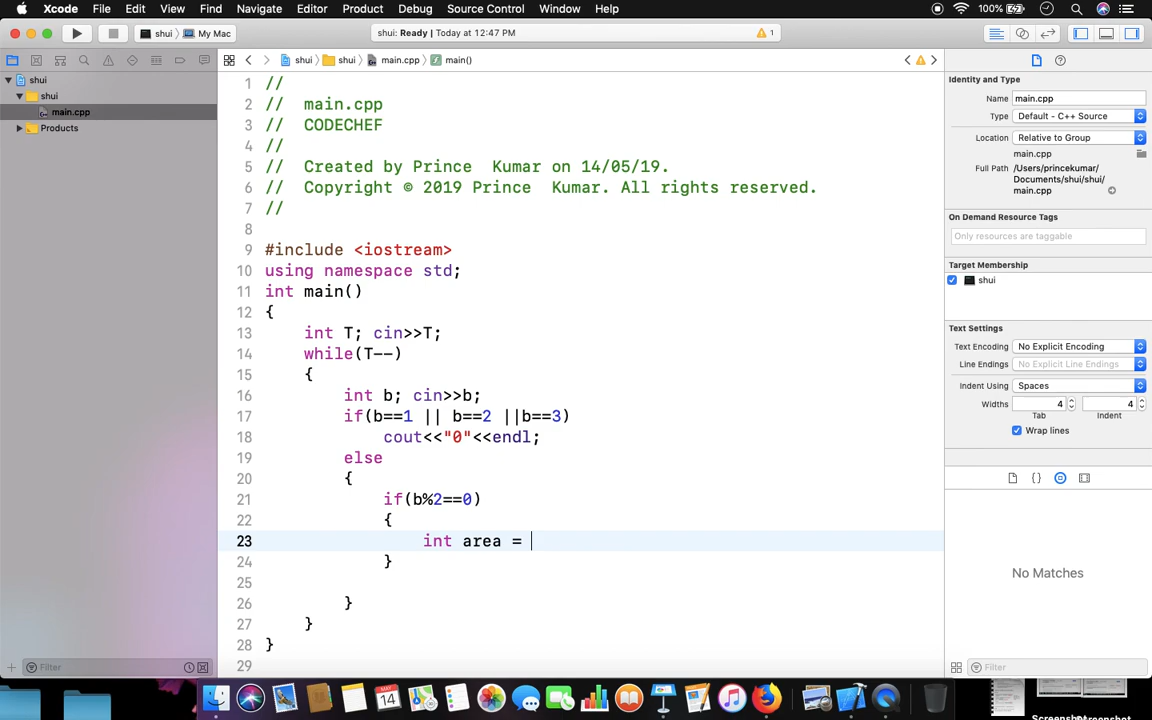 Xcode File Edit View Find Navigate Editor Product Debug Source Control Window Help 100%
shui My Mac shui: Ready | Today at 12:47 PM 1
shui shui main.cpp main()
shui
shui
main.cpp
Products
Filter
1 //
2 // main.cpp
3 // CODECHEF
4 //
5 // Created by Prince Kumar on 14/05/19.
6 // Copyright © 2019 Prince Kumar. All rights reserved.
7 //
8
9 #include <iostream>
10 using namespace std;
11 int main()
12 {
13 int T; cin>>T;
14 while(T--)
15 {
16 int b; cin>>b;
17 if(b==1 || b==2 ||b==3)
18 cout<<"0"<<endl;
19 else
20 {
21 if(b%2==0)
22 {
23 int area =
24 }
25
26 }
27 }
28 }
29
Identity and Type
Name main.cpp
Type Default - C++ Source
Location Relative to Group
main.cpp
Full Path /Users/princekumar/
Documents/shui/shui/
main.cpp
On Demand Resource Tags
Only resources are taggable
Target Membership
shui
Text Settings
Text Encoding No Explicit Encoding
Line Endings No Explicit Line Endings
Indent Using Spaces
Widths 4 4
Tab Indent
Wrap lines
{ }
No Matches
Filter
MAY
14